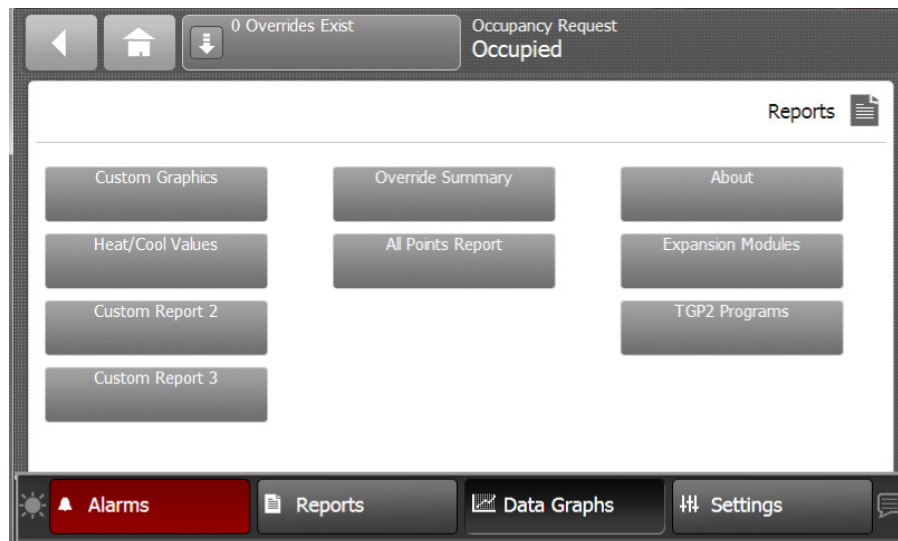 0 Overrides Exist
Occupancy Request
Occupied
Reports
Custom Graphics
Override Summary
About
Heat/Cool Values
All Points Report
Expansion Modules
Custom Report 2
TGP2 Programs
Custom Report 3
Alarms
Reports
Data Graphs
Settings